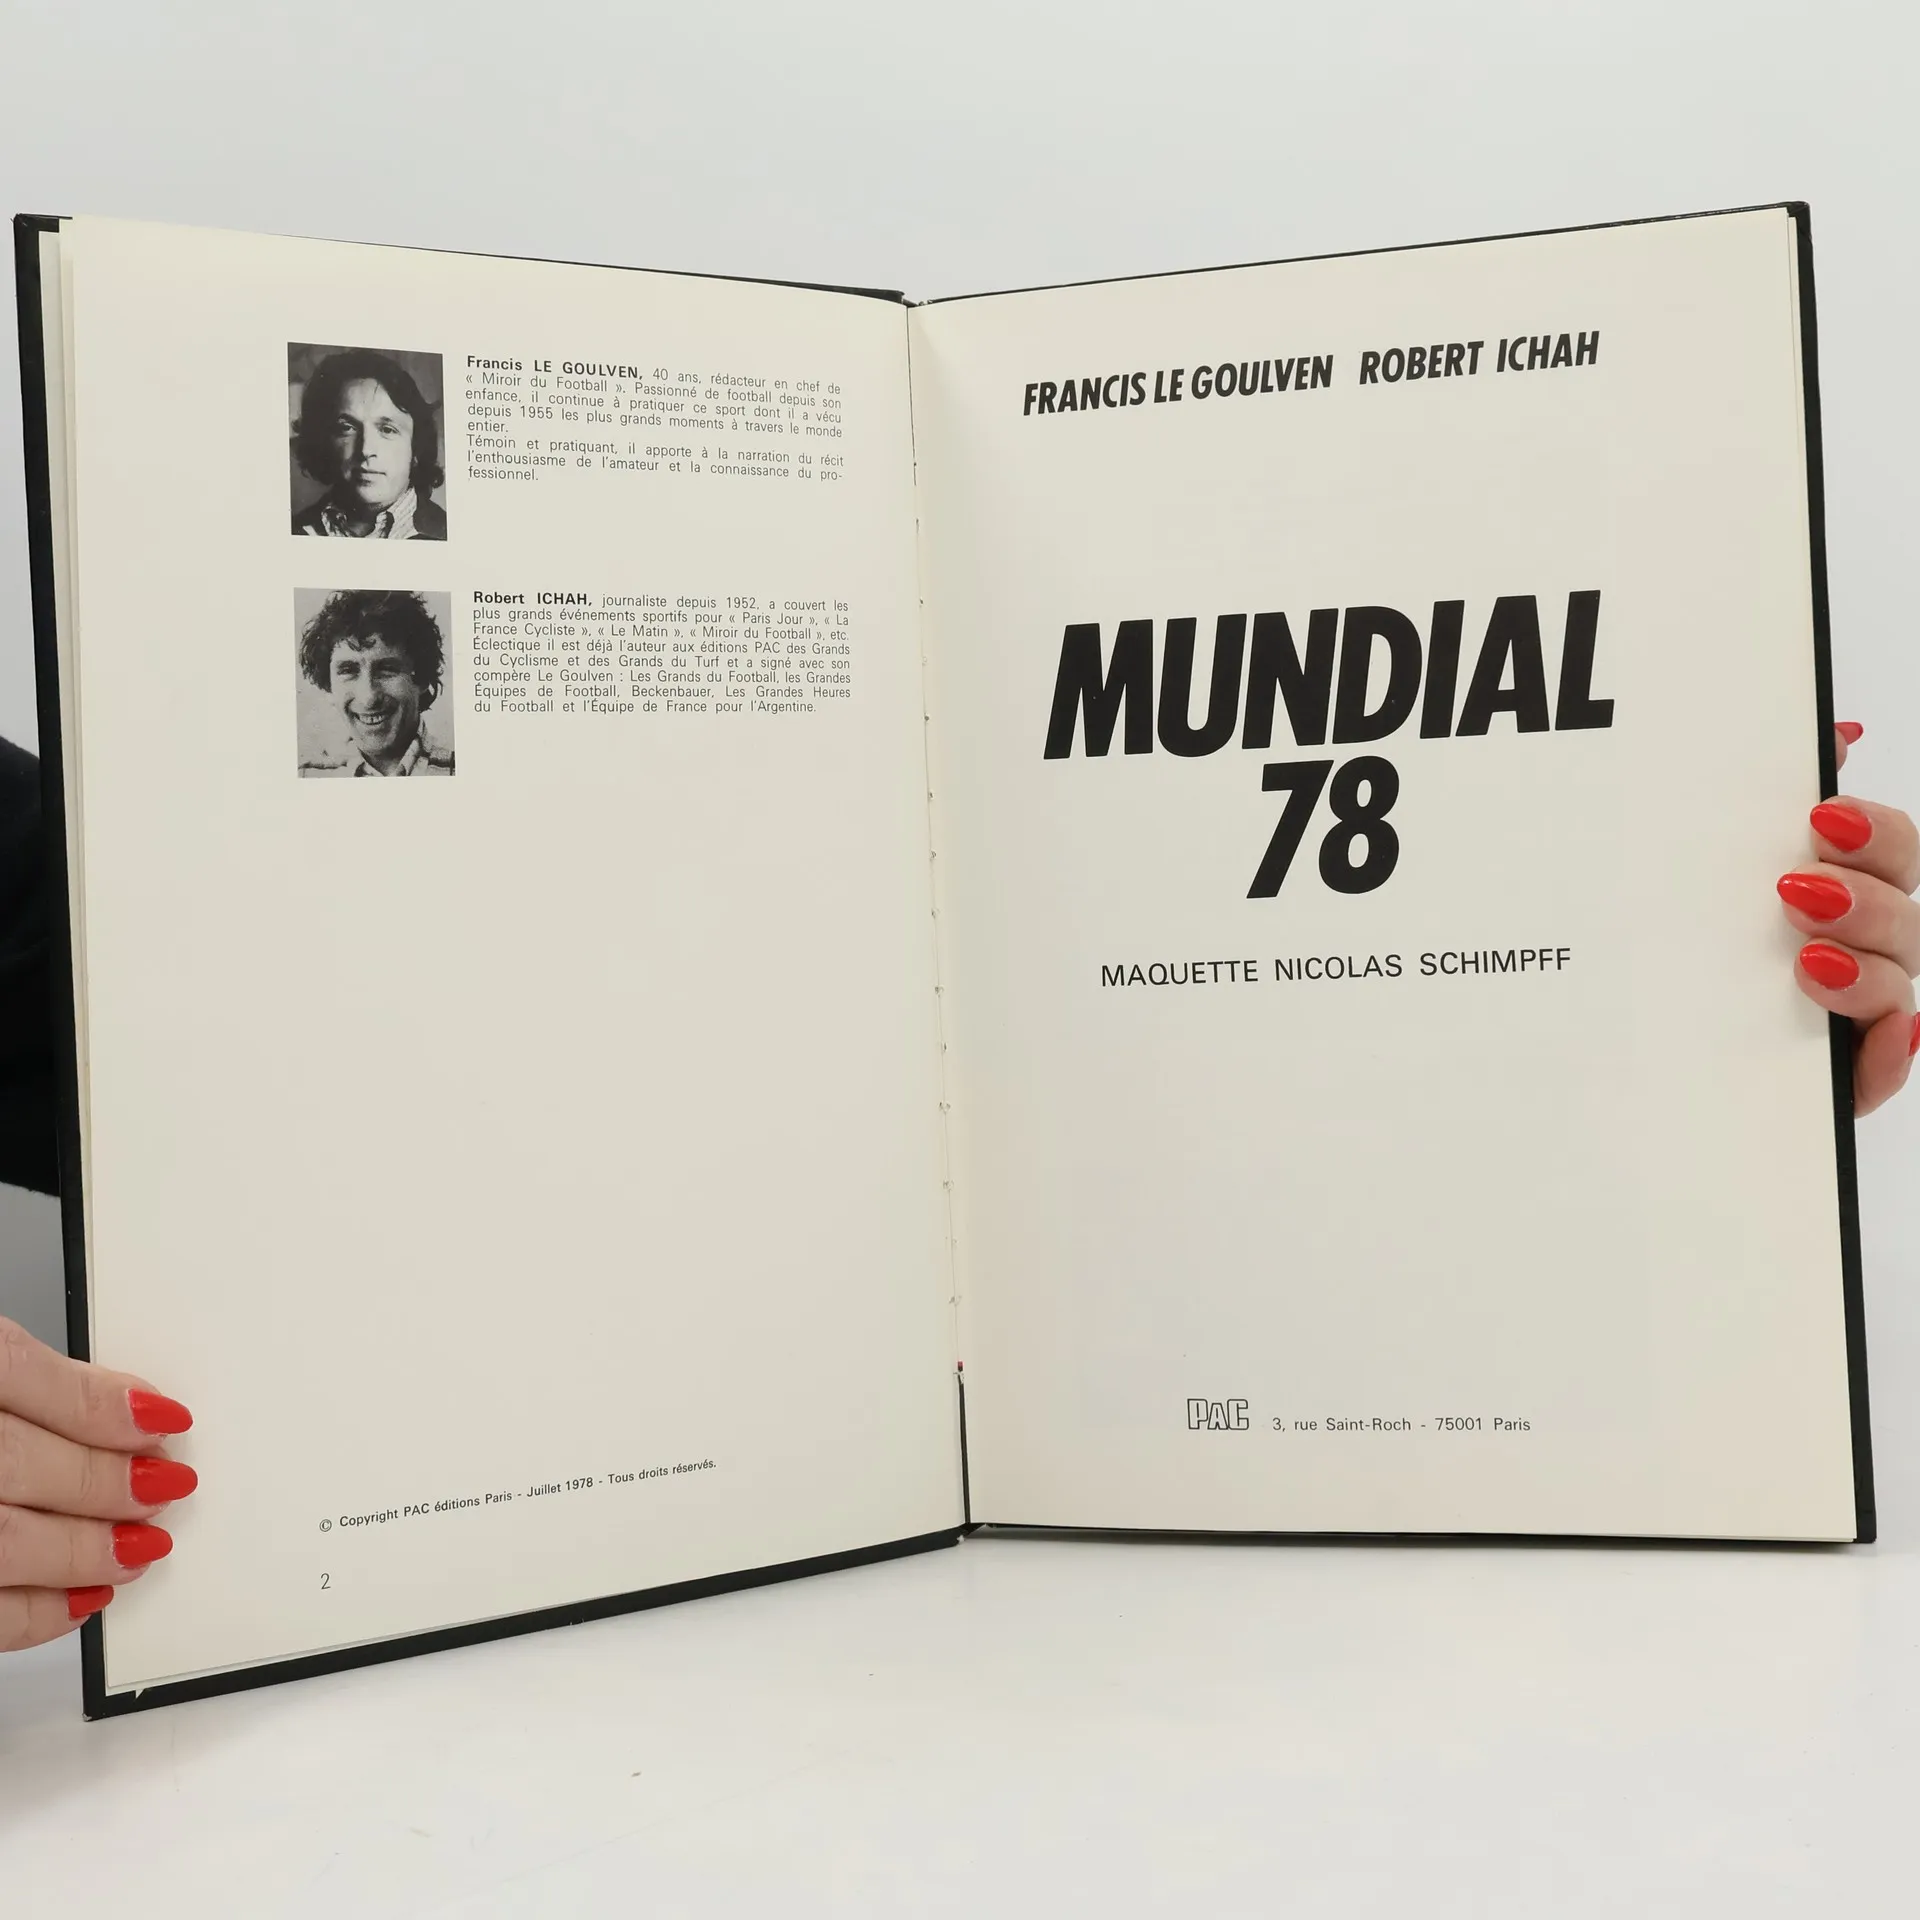 Francis LE GOULVEN, 40 ans, rédacteur en chef de
« Miroir du Football ». Passionné de football depuis son
enfance, il continue à pratiquer ce sport dont il a vécu
depuis 1955 les plus grands moments à travers le monde
entier.
Témoin et pratiquant, il apporte à la narration du récit
l'enthousiasme de l'amateur et la connaissance du pro-
fessionnel.
Robert ICHAH, journaliste depuis 1952, a couvert les
plus grands événements sportifs pour « Paris Jour », « La
France Cycliste », « Le Matin », « Miroir du Football », etc.
Éclectique il est déjà l'auteur aux éditions PAC des Grands
du Cyclisme et des Grands du Turf et a signé avec son
compère Le Goulven : Les Grands du Football, les Grandes
Équipes de Football, Beckenbauer, Les Grandes Heures
du Football et l'Équipe de France pour l'Argentine.
© Copyright PAC éditions Paris - Juillet 1978 - Tous droits réservés.
2
FRANCIS LE GOULVEN ROBERT ICHAH
MUNDIAL
78
MAQUETTE NICOLAS SCHIMPFF
PAC 3, rue Saint-Roch - 75001 Paris